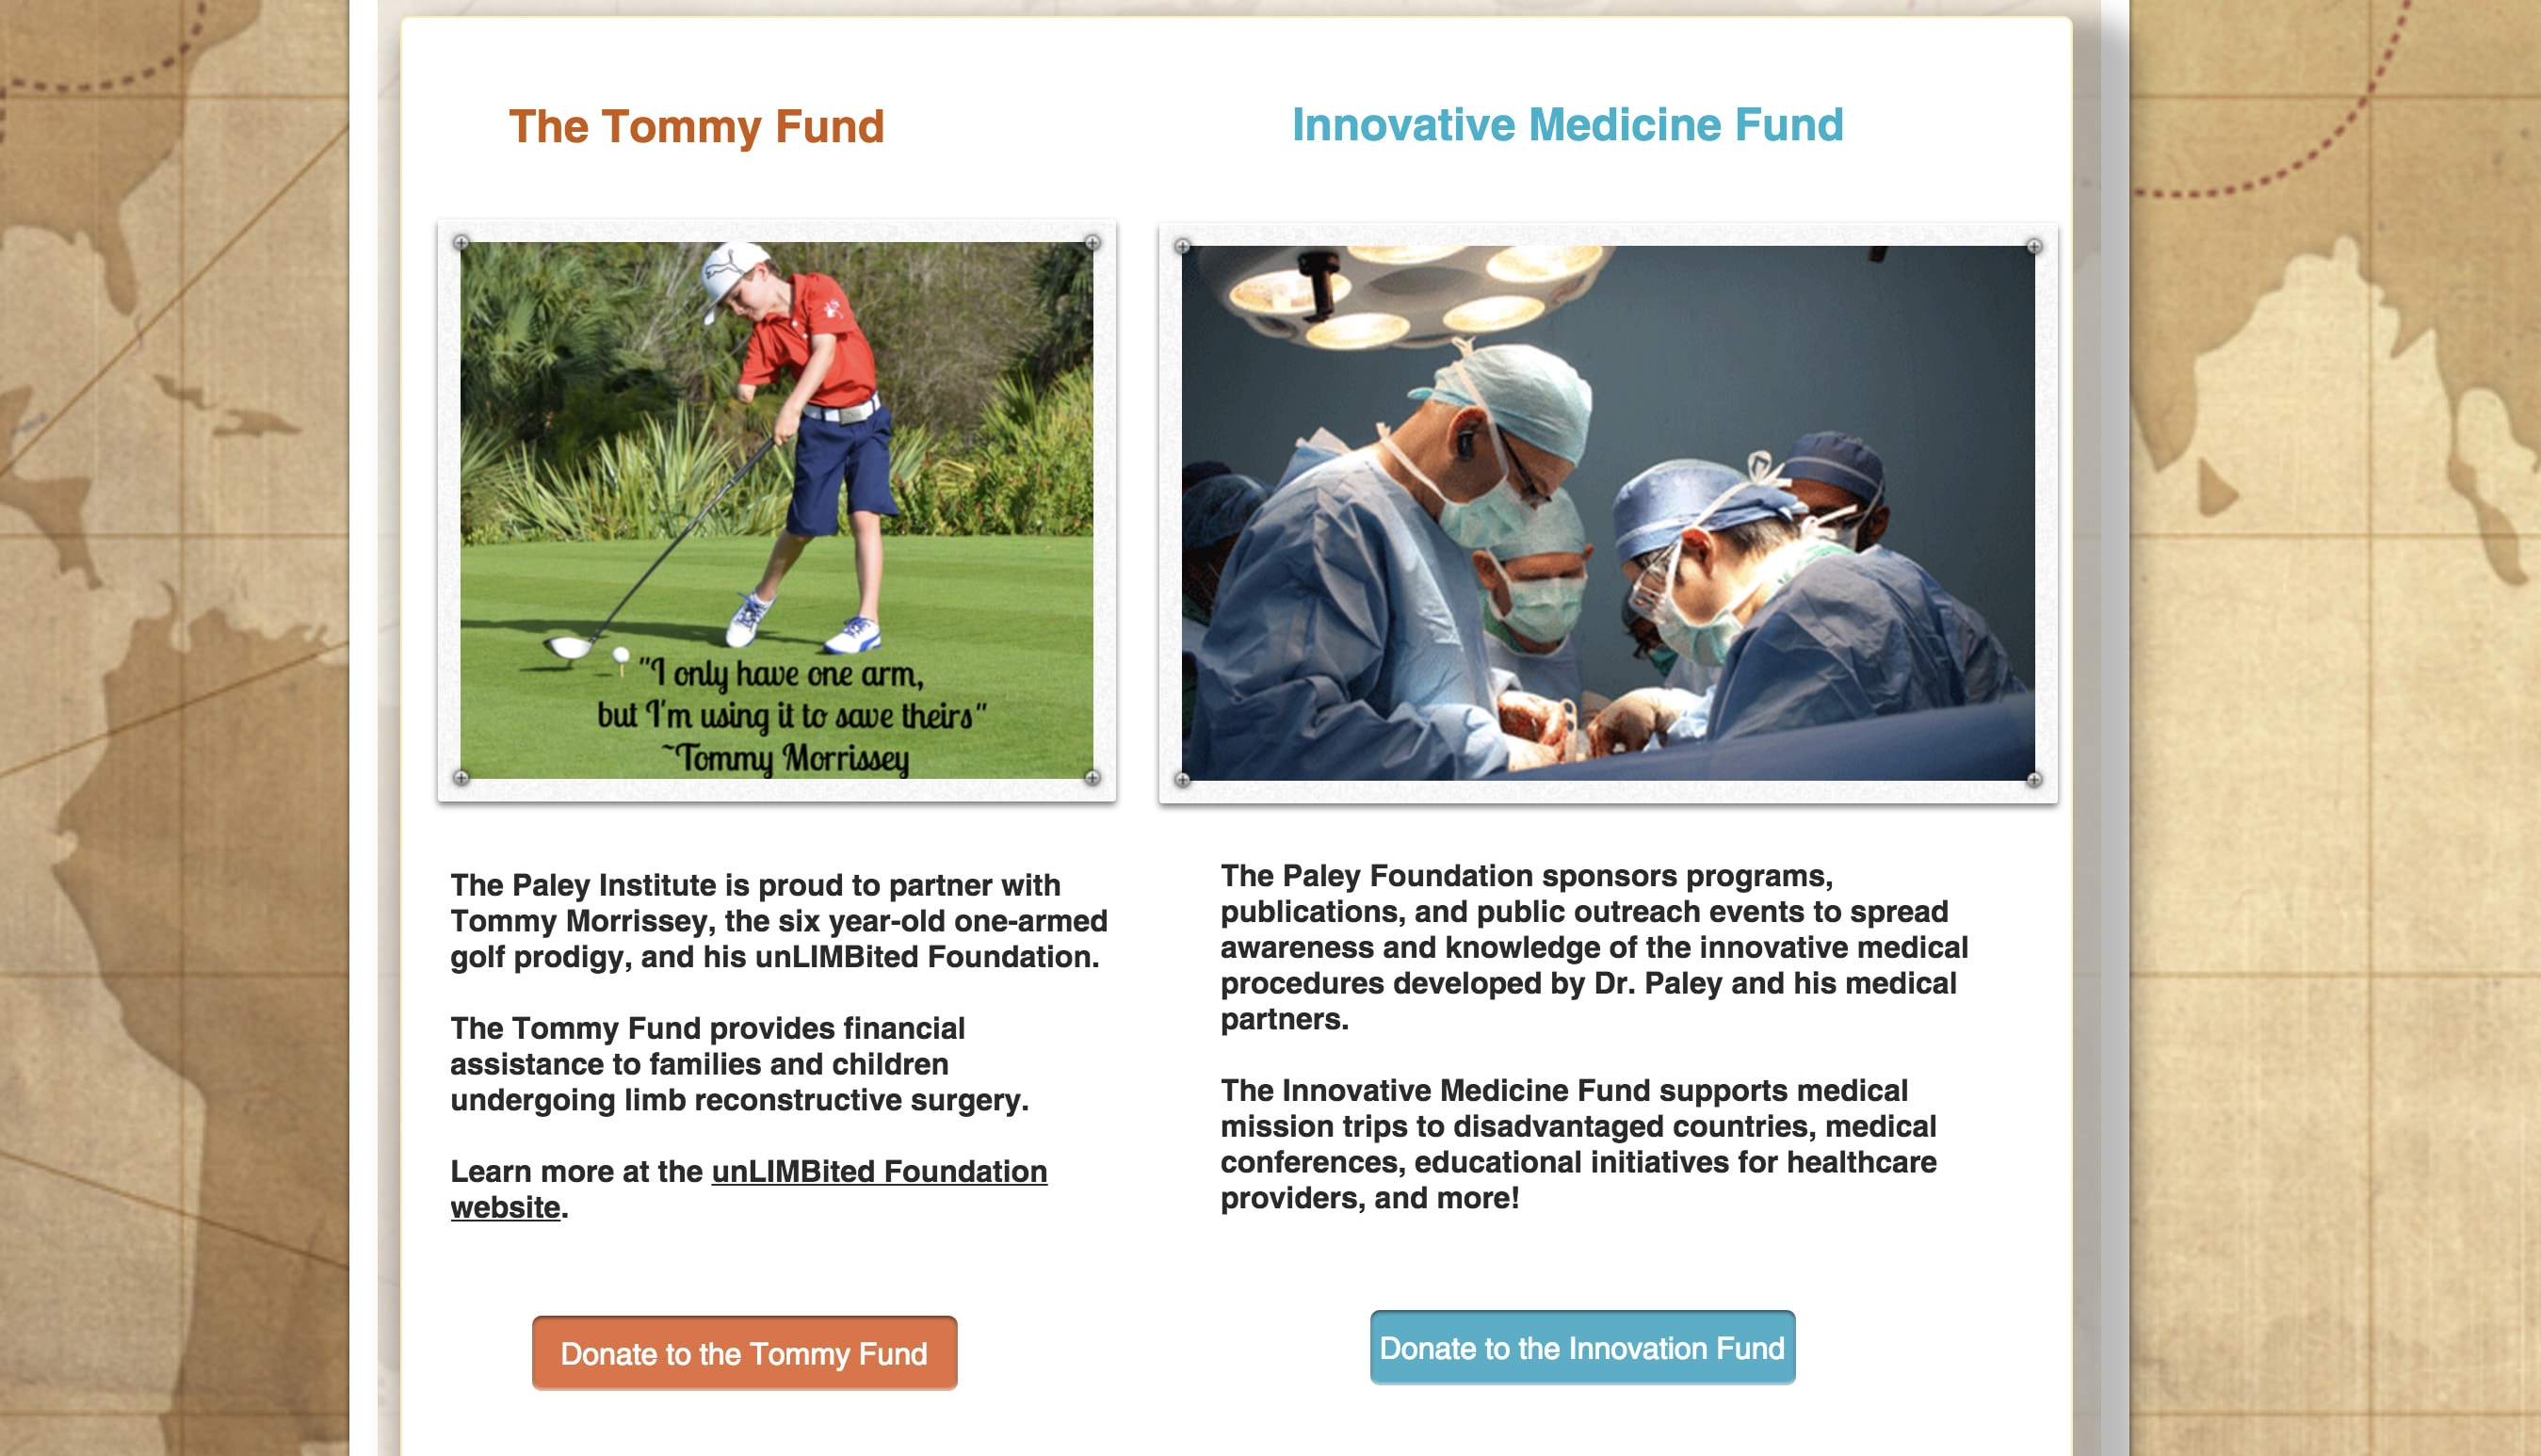 The Tommy Fund
"I only have one arm,
but I'm using it to save theirs"
~Tommy Morrissey
The Paley Institute is proud to partner with
Tommy Morrissey, the six year-old one-armed
golf prodigy, and his unLIMBited Foundation.
The Tommy Fund provides financial
assistance to families and children
undergoing limb reconstructive surgery.
Learn more at the unLIMBited Foundation
website.
Donate to the Tommy Fund
Innovative Medicine Fund
The Paley Foundation sponsors programs,
publications, and public outreach events to spread
awareness and knowledge of the innovative medical
procedures developed by Dr. Paley and his medical
partners.
The Innovative Medicine Fund supports medical
mission trips to disadvantaged countries, medical
conferences, educational initiatives for healthcare
providers, and more!
Donate to the Innovation Fund